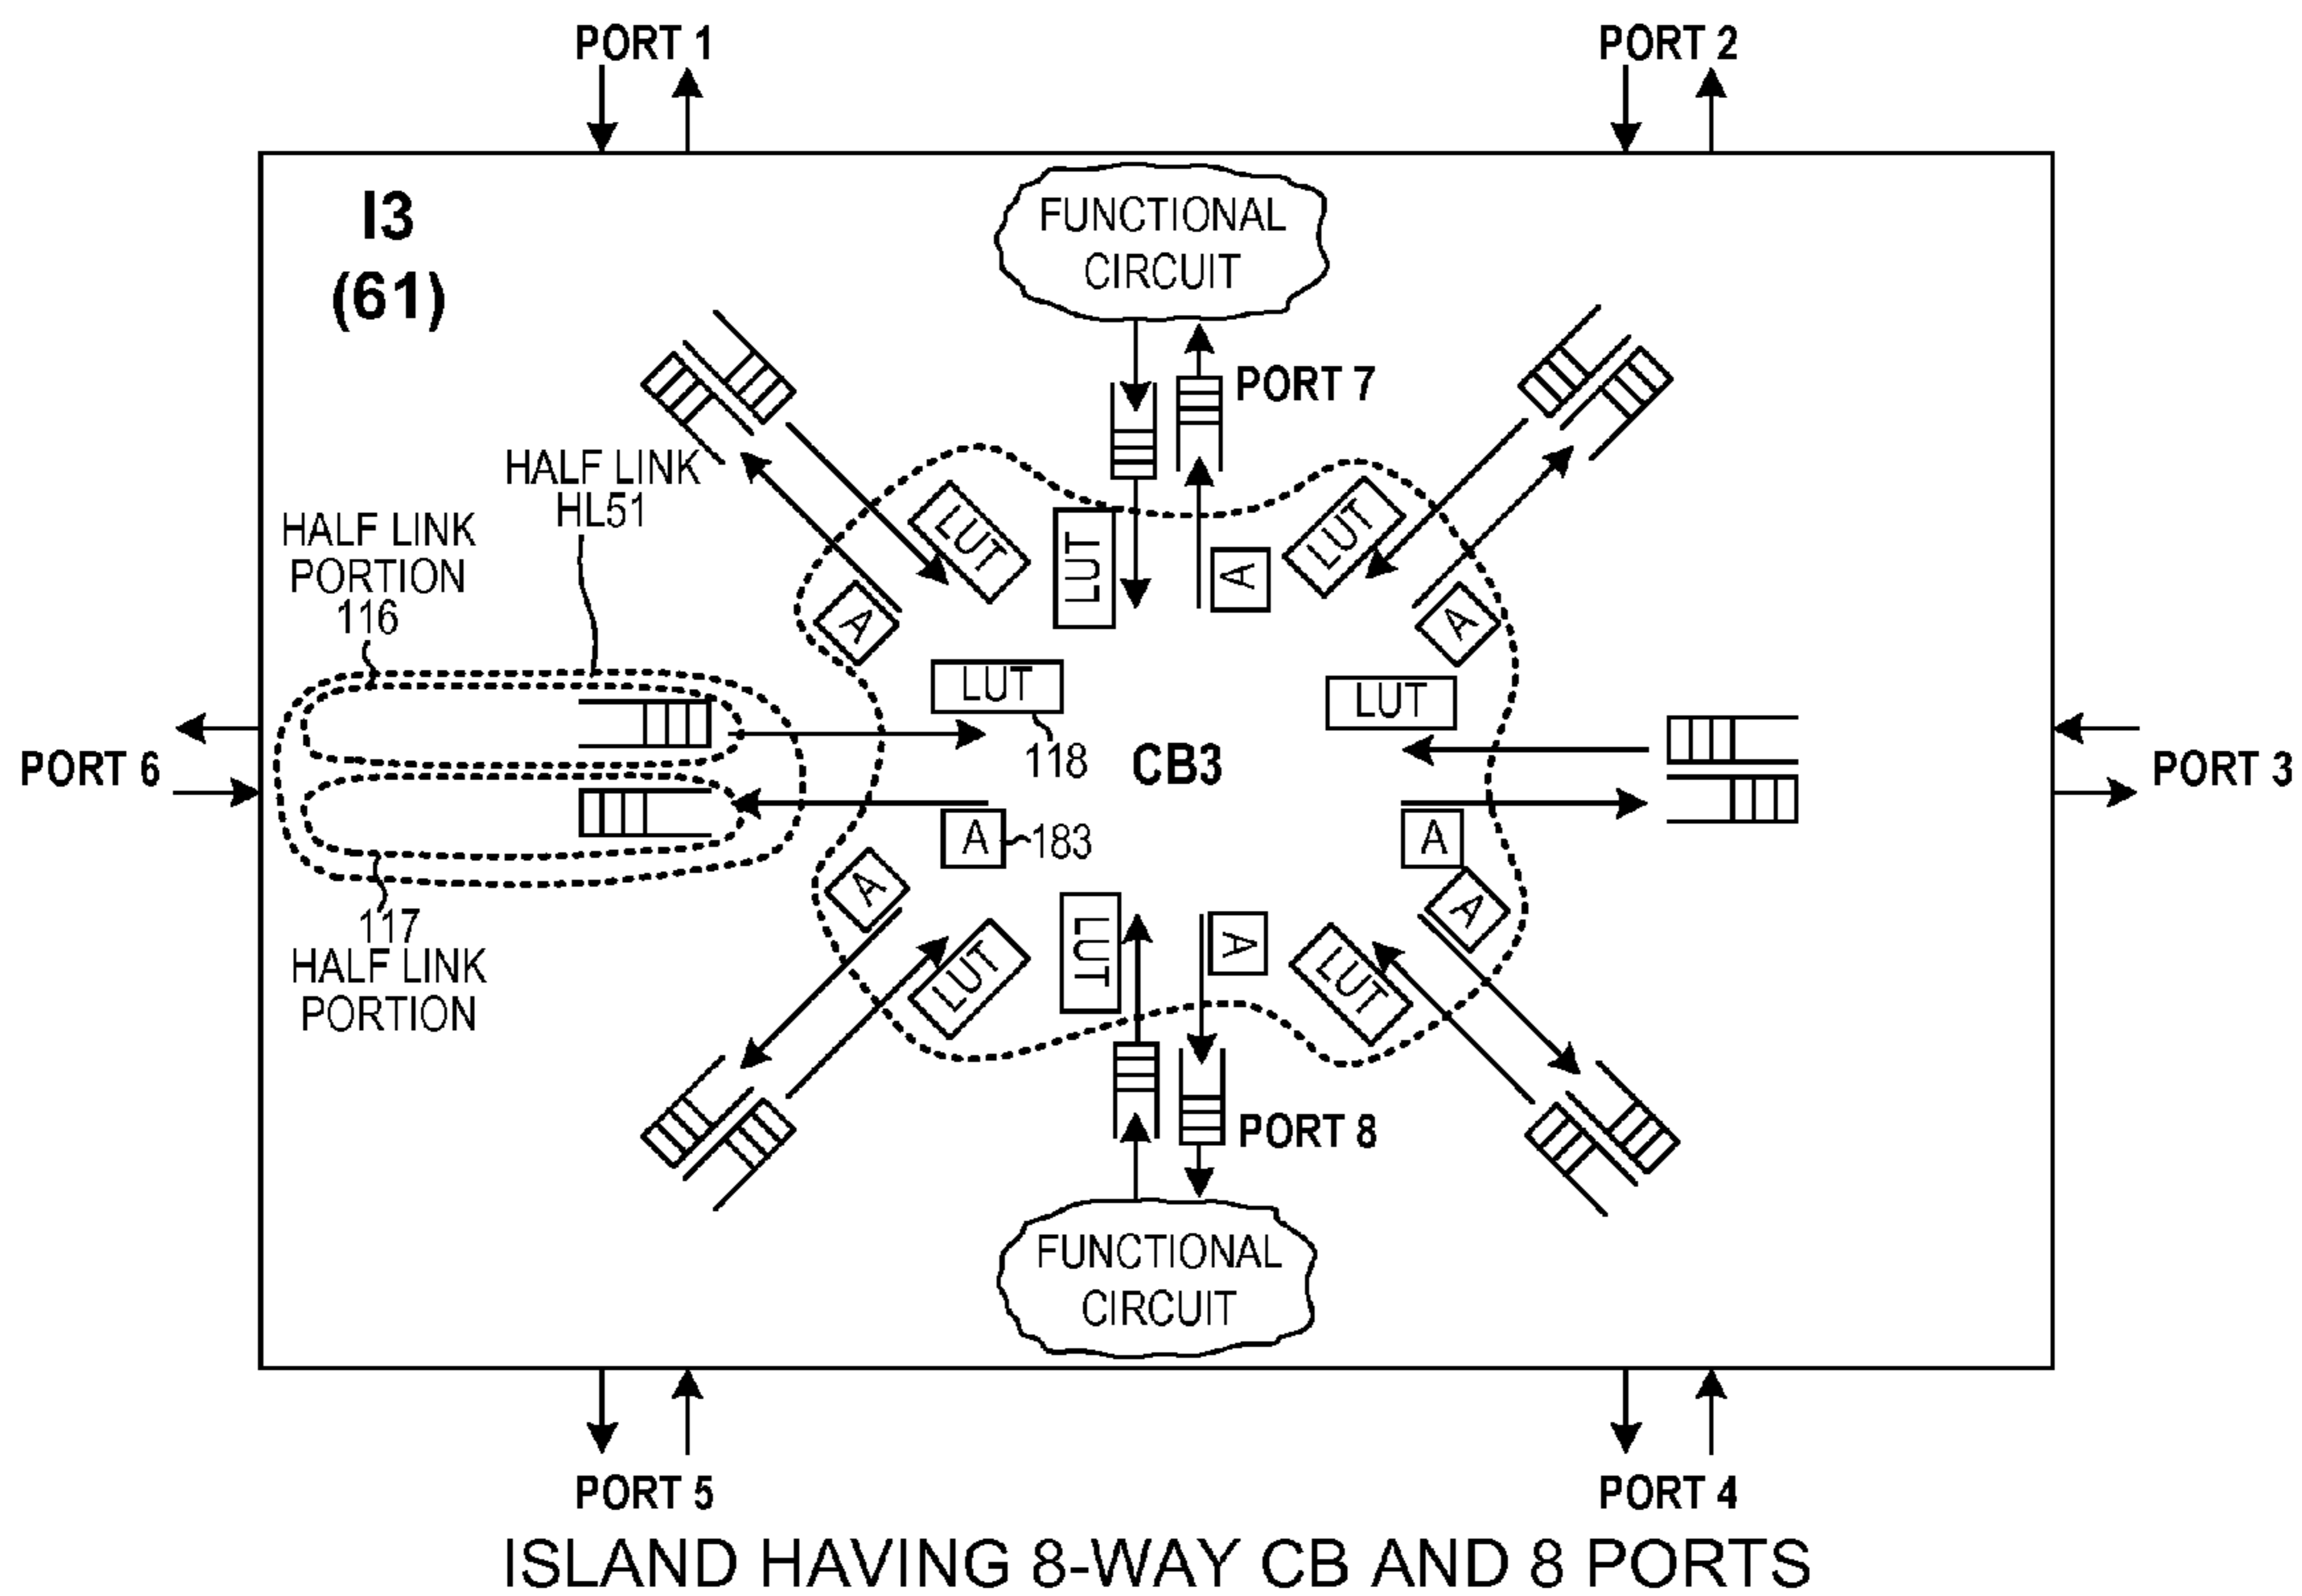 PORT 1
PORT 2
I3
(61)
FUNCTIONAL
CIRCUIT
PORT 7
HALF LINK
HL51
HALF LINK
PORTION
116
LUT
LUT
A
LUT
A
A
LUT
118
LUT
CB3
PORT 6
PORT 3
A
183
A
A
A
117
HALF LINK
PORTION
LUT
LUT
A
LUT
PORT 8
FUNCTIONAL
CIRCUIT
PORT 5
PORT 4
ISLAND HAVING 8-WAY CB AND 8 PORTS